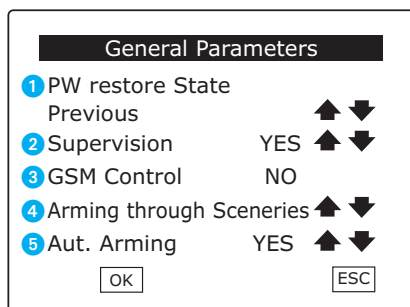 General Parameters
1 PW restore State
Previous
2 Supervision YES
3 GSM Control NO
4 Arming through Sceneries
5 Aut. Arming YES
OK ESC